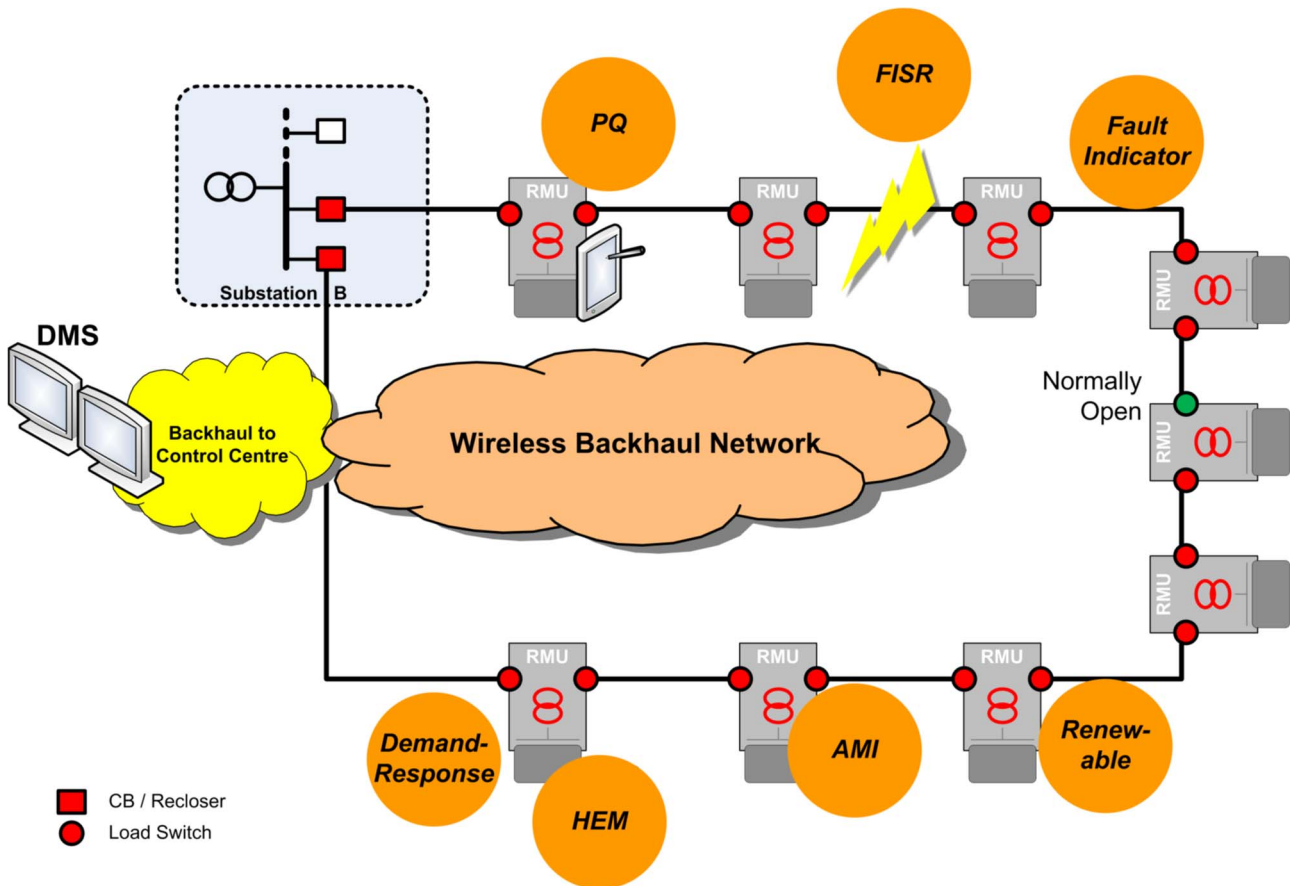 PQ
FISR
Fault
Indicator
RMU
RMU
RMU
Substation B
RMU
DMS
Normally
Open
Backhaul to
Control Centre
Wireless Backhaul Network
RMU
RMU
RMU
RMU
RMU
Demand-
Response
HEM
AMI
Renew-
able
CB / Recloser
Load Switch